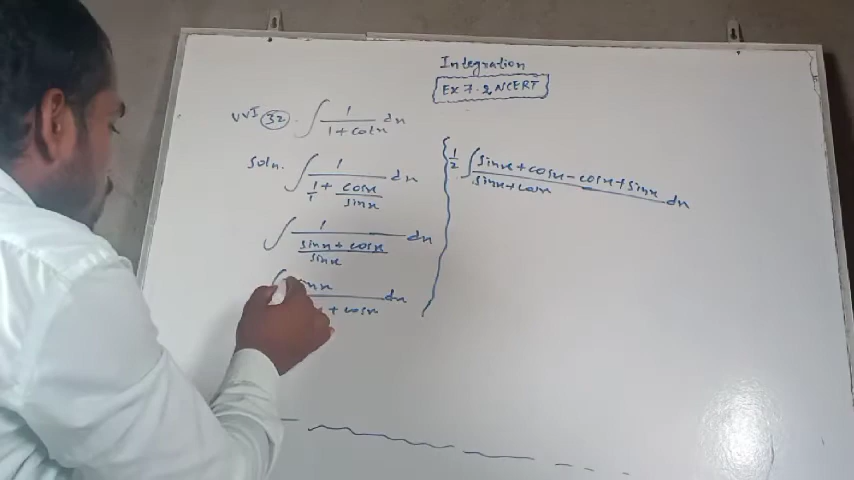 Integration
Ex 7.2 NCERT
VVI 32. ∫ 1/(1 + cotx) dx
Soln. ∫ 1/(1/1 + cosx/sinx) dx
∫ 1/((sinx + cosx)/sinx) dx
+ cosx dx
1/2 ∫ (sinx + cosx - cosx + sinx)/(sinx + cosx) dx